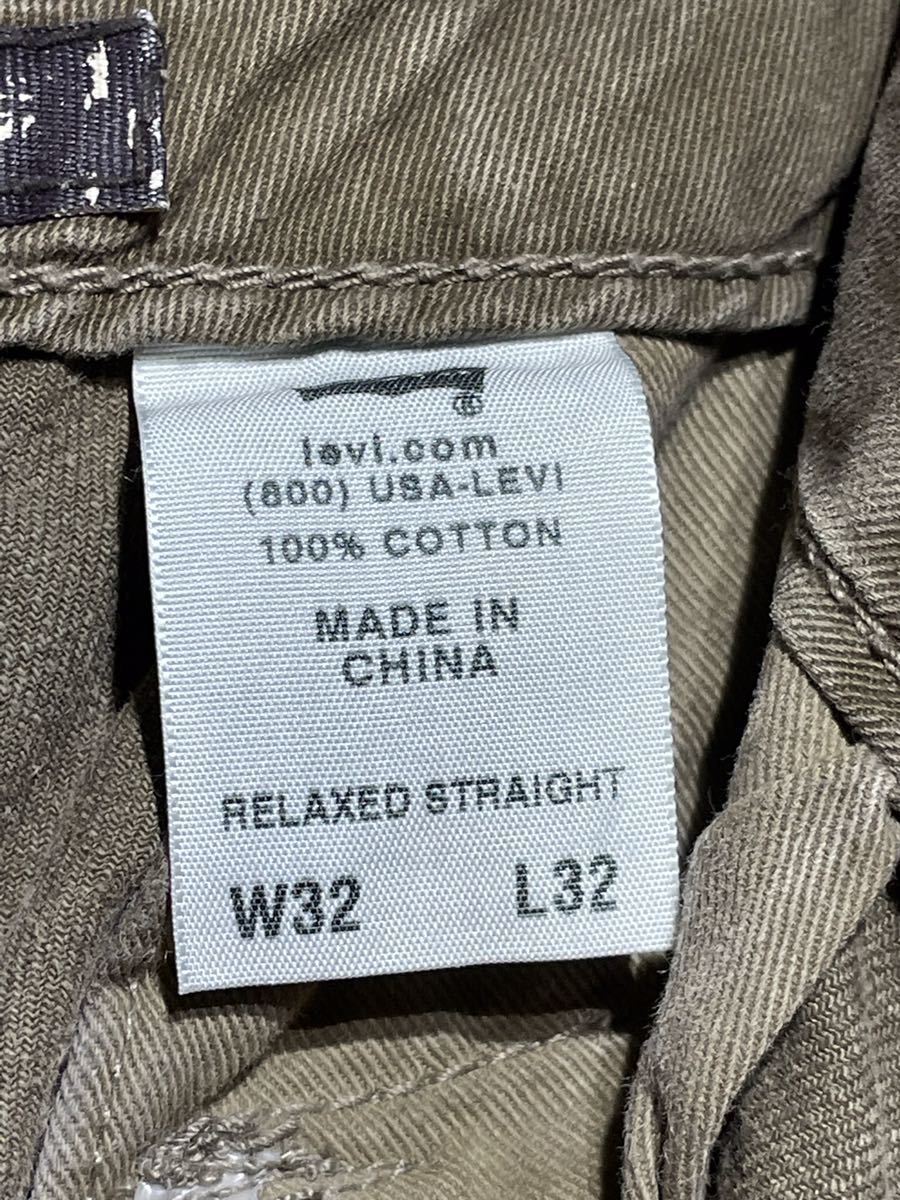 ®
levi.com
(800) USA-LEVI
100% COTTON
MADE IN
CHINA
RELAXED STRAIGHT
W32 L32